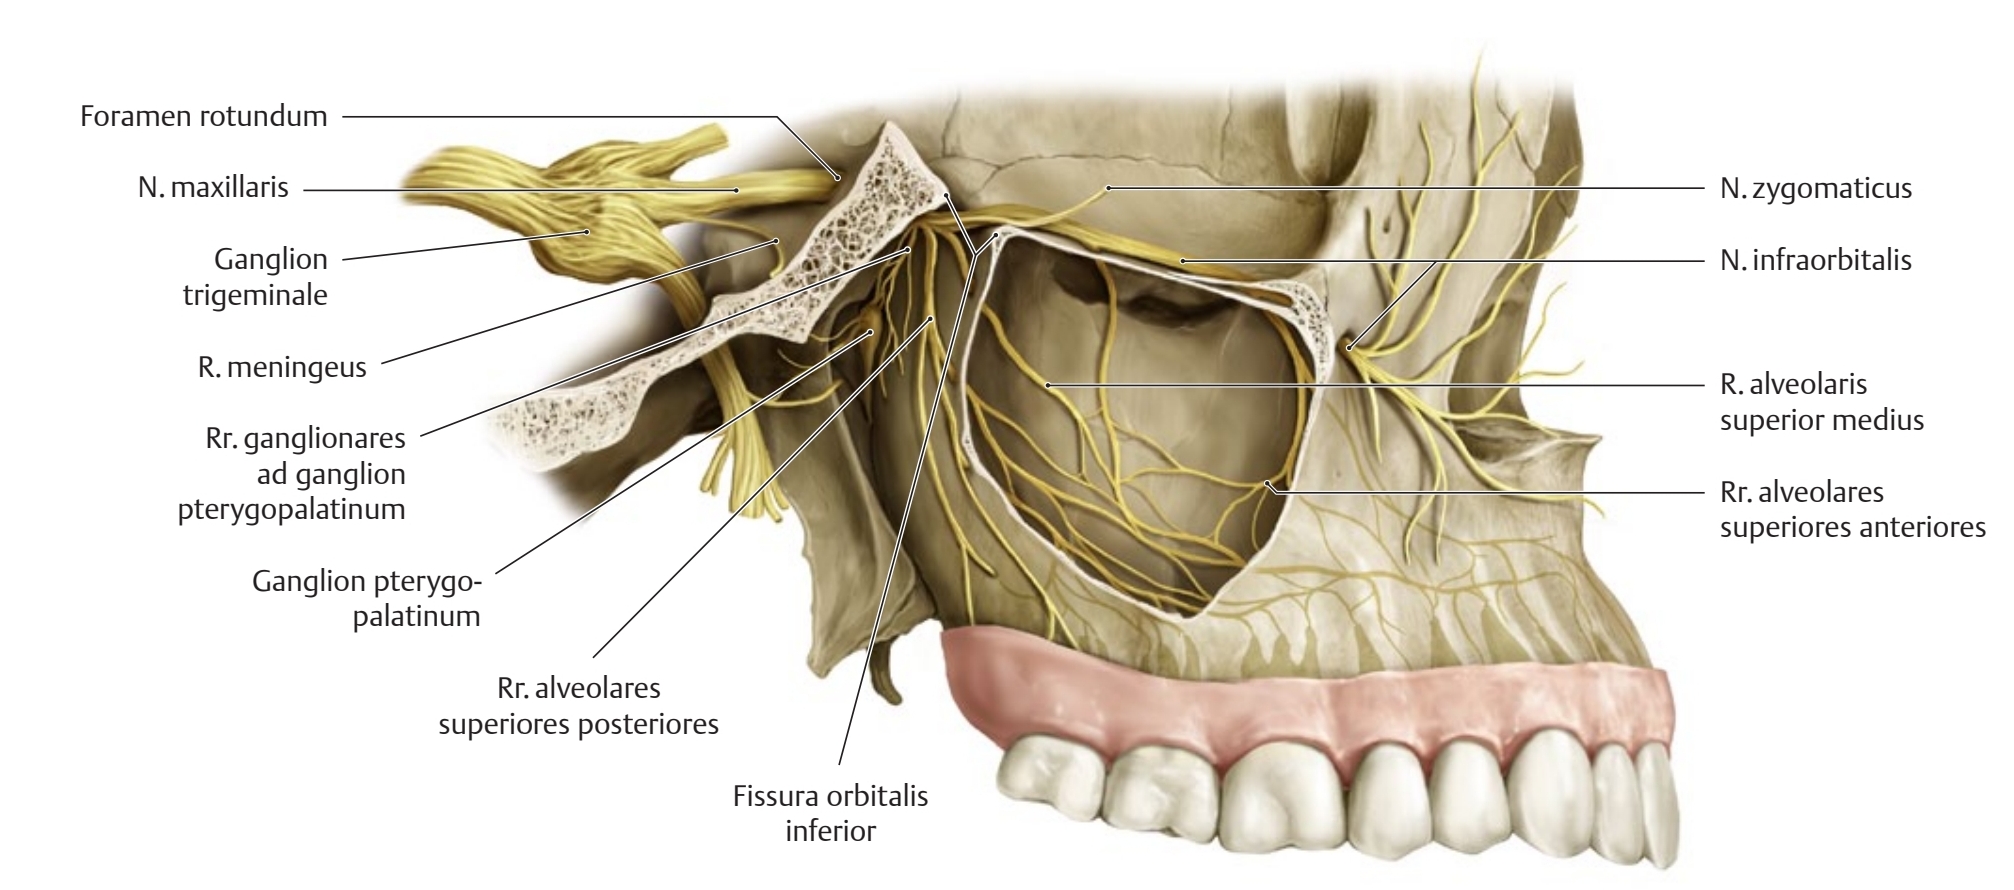 Foramen rotundum
N. maxillaris
Ganglion
trigeminale
R. meningeus
Rr. ganglionares
ad ganglion
pterygopalatinum
Ganglion pterygo-
palatinum
Rr. alveolares
superiores posteriores
Fissura orbitalis
inferior
N. zygomaticus
N. infraorbitalis
R. alveolaris
superior medius
Rr. alveolares
superiores anteriores